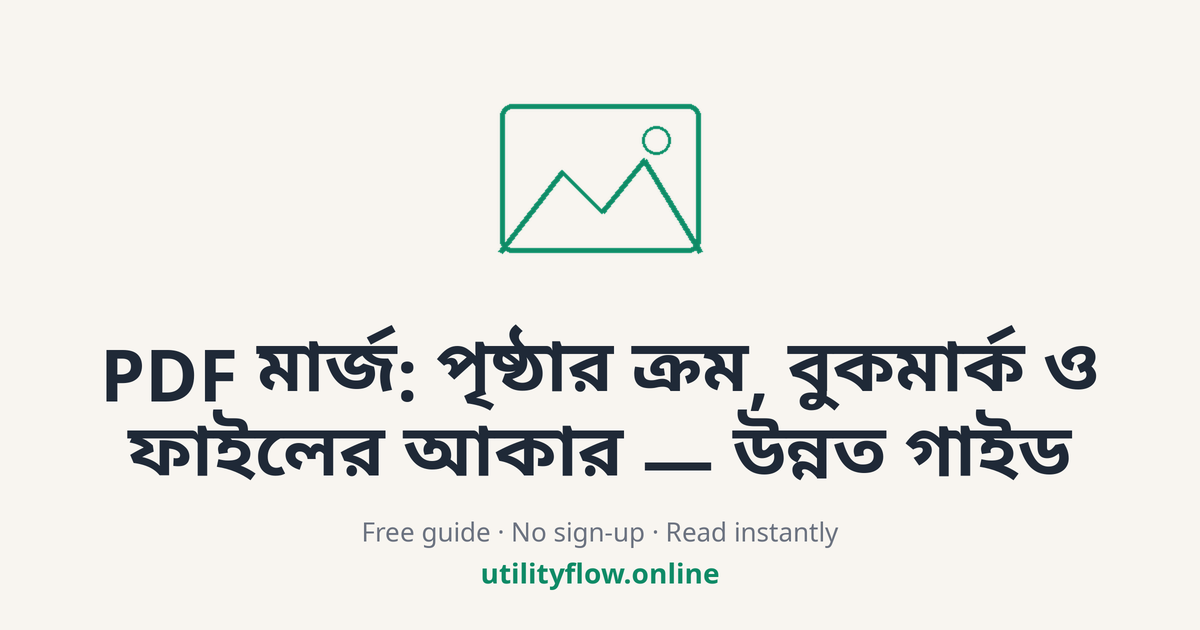 PDF মার্জ: পৃষ্ঠার ক্রম, বুকমার্ক ও
ফাইলের আকার — উন্নত গাইড
Free guide · No sign-up · Read instantly
utilityflow.online